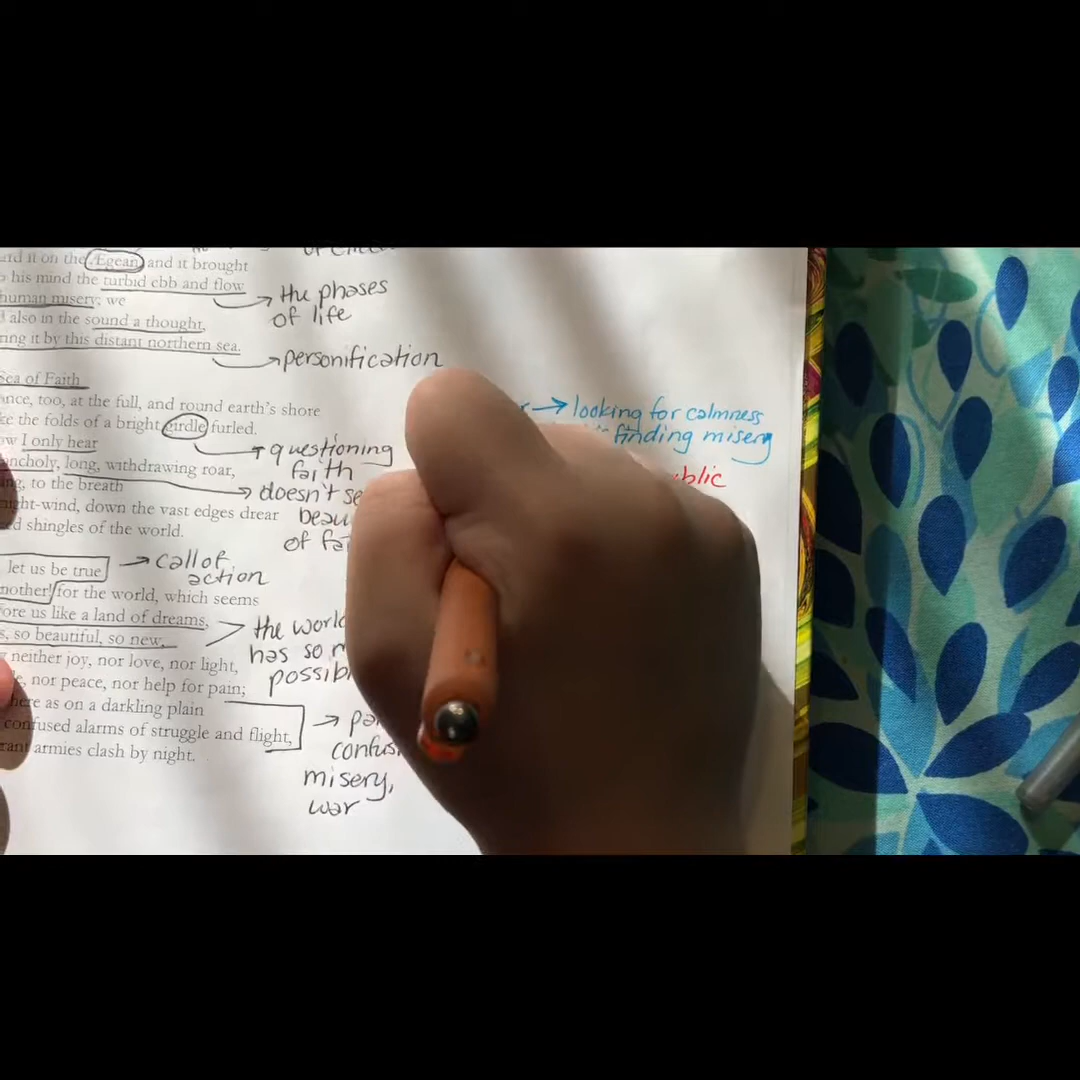 ard it on the Ægean and it brought
his mind the turbid ebb and flow
human misery; we
the phases
of life
also in the sound a thought,
ring it by this distant northern sea.
personification
Sea of Faith
once, too, at the full, and round earth's shore
ke the folds of a bright girdle furled.
ow I only hear
questioning
faith
ancholy, long, withdrawing roar,
ng, to the breath
doesn't se
beau
of fa
ight-wind, down the vast edges drear
ed shingles of the world.
let us be true
call of
action
nother! for the world, which seems
ore us like a land of dreams,
s, so beautiful, so new,
the world
has so
possib
neither joy, nor love, nor light,
nor peace, nor help for pain;
here as on a darkling plain
confused alarms of struggle and flight,
rant armies clash by night.
confus
misery,
war
r → looking for calmness
finding misery
blic